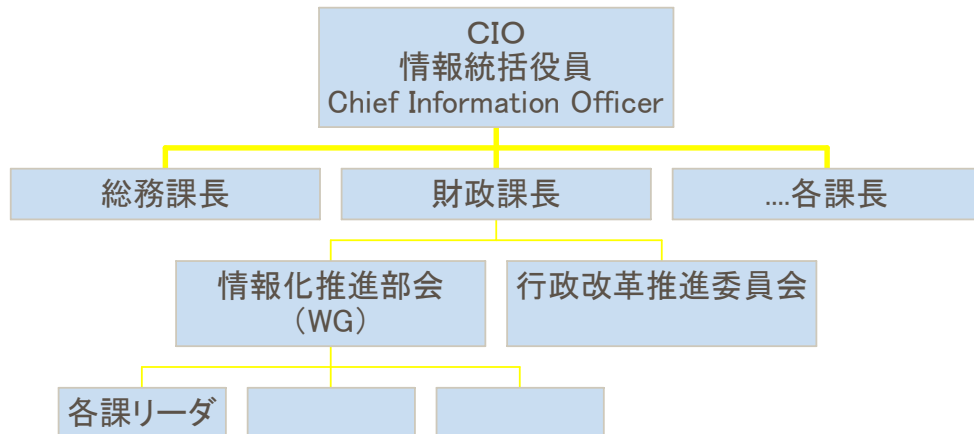 CIO
情報統括役員
Chief Information Officer
総務課長
財政課長
....各課長
情報化推進部会
(WG)
行政改革推進委員会
各課リーダ